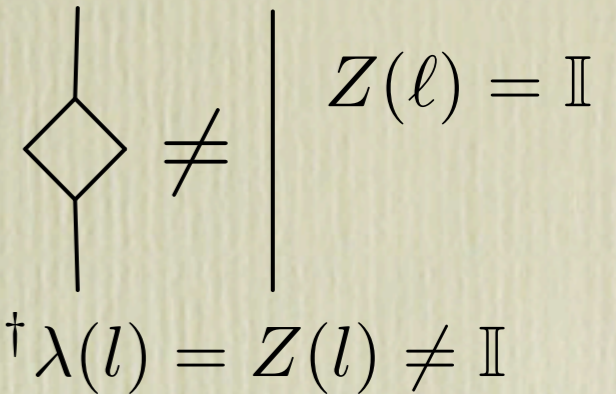 ≠ Z(ℓ) = 𝕀
†λ(l) = Z(l) ≠ 𝕀